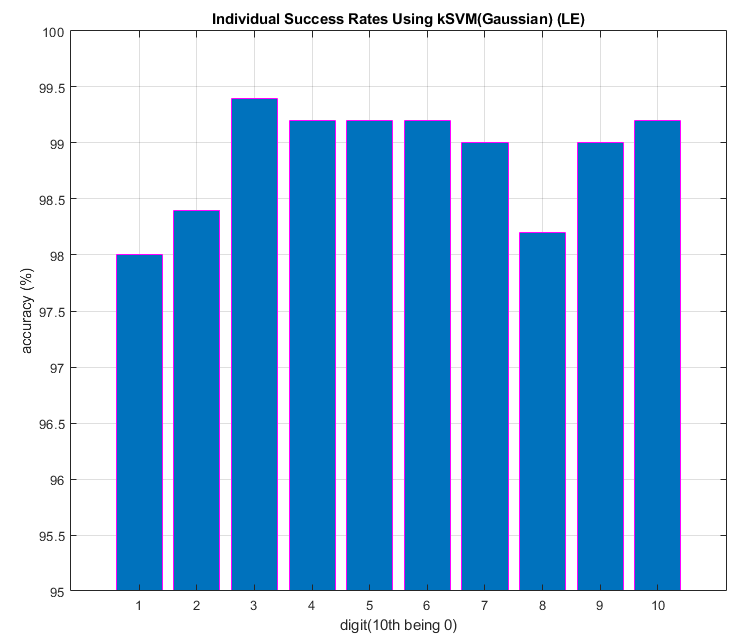 Individual Success Rates Using kSVM(Gaussian) (LE)
100
99.5
99
98.5
98
97.5
97
96.5
96
95.5
95
accuracy (%)
1 2 3 4 5 6 7 8 9 10
digit(10th being 0)